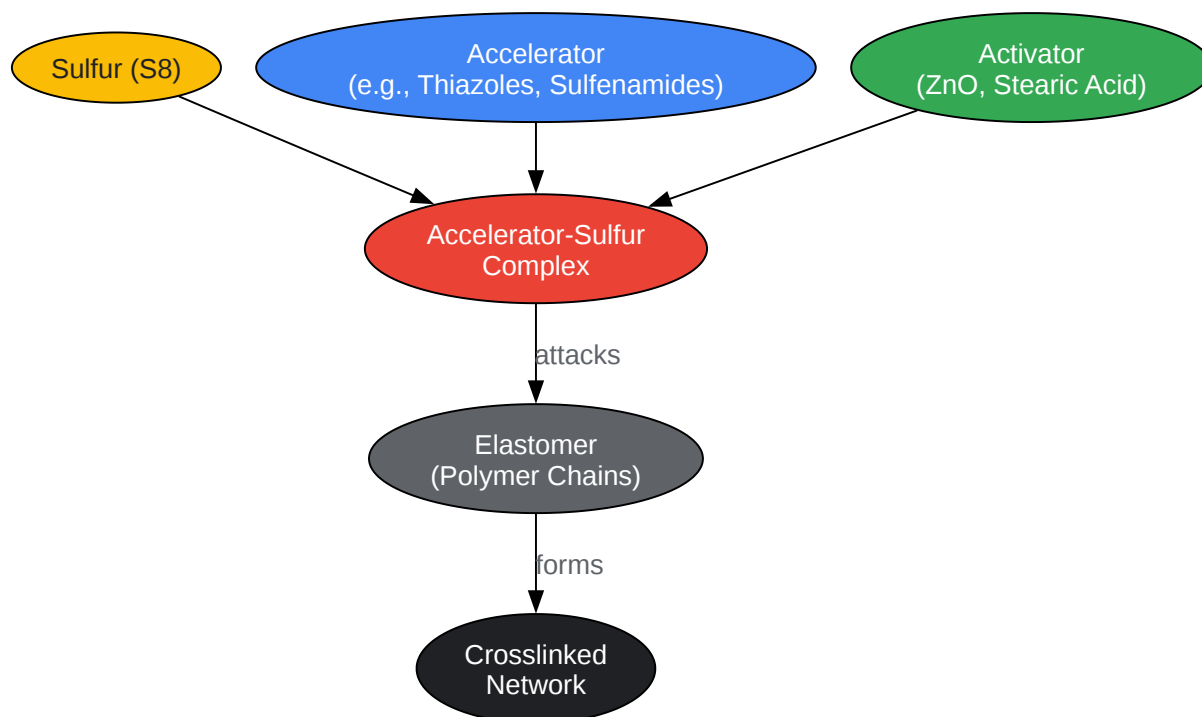 Sulfur (S8)
Accelerator
(e.g., Thiazoles, Sulfenamides)
Activator
(ZnO, Stearic Acid)
Accelerator-Sulfur
Complex
attacks
Elastomer
(Polymer Chains)
forms
Crosslinked
Network